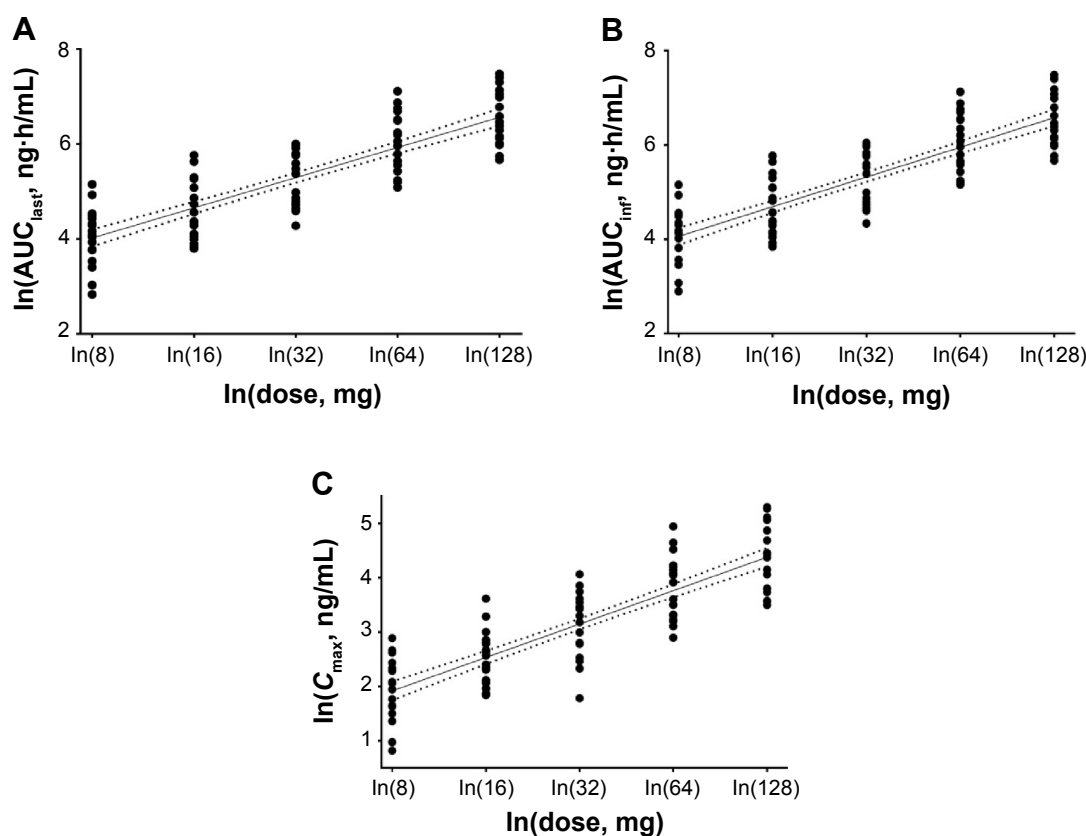 A
B
ln(AUClast, ng·h/mL)
8
6
4
2
ln(8) ln(16) ln(32) ln(64) ln(128)
ln(dose, mg)
ln(AUCinf, ng·h/mL)
8
6
4
2
ln(8) ln(16) ln(32) ln(64) ln(128)
ln(dose, mg)
C
ln(Cmax, ng/mL)
5
4
3
2
1
ln(8) ln(16) ln(32) ln(64) ln(128)
ln(dose, mg)